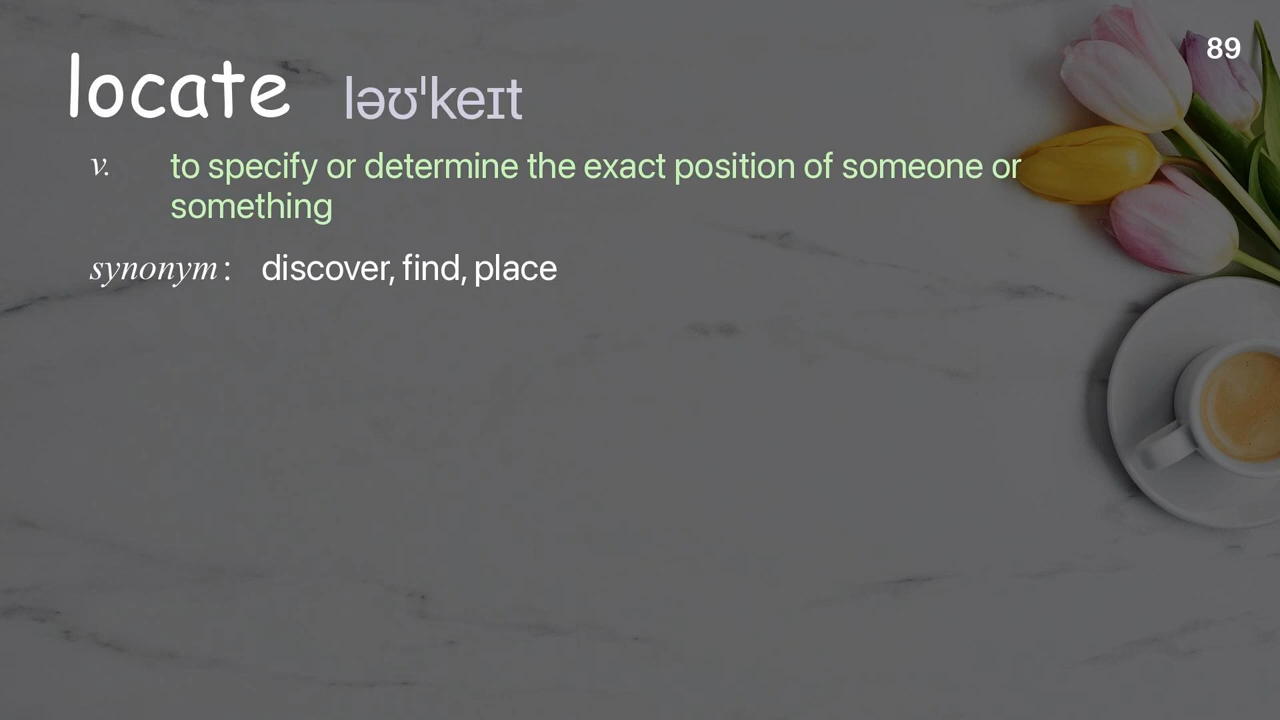 89
locate ləʊˈkeɪt
v. to specify or determine the exact position of someone or
something
synonym : discover, find, place